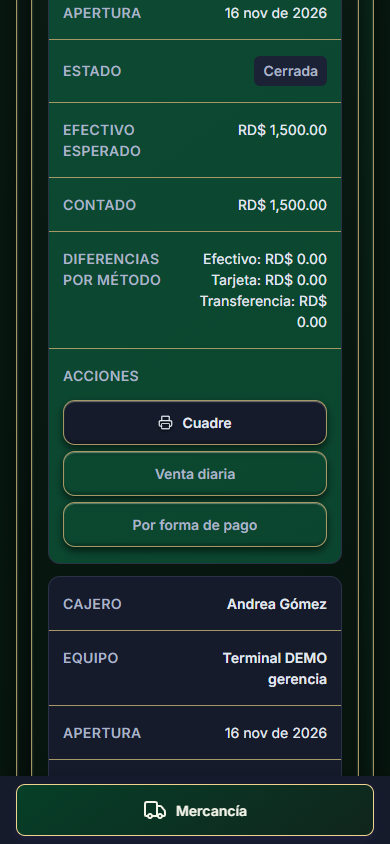 APERTURA 16 nov de 2026
ESTADO Cerrada
EFECTIVO ESPERADO RD$ 1,500.00
CONTADO RD$ 1,500.00
DIFERENCIAS POR MÉTODO
Efectivo: RD$ 0.00
Tarjeta: RD$ 0.00
Transferencia: RD$ 0.00
ACCIONES
Cuadre
Venta diaria
Por forma de pago
CAJERO Andrea Gómez
EQUIPO Terminal DEMO gerencia
APERTURA 16 nov de 2026
Mercancía